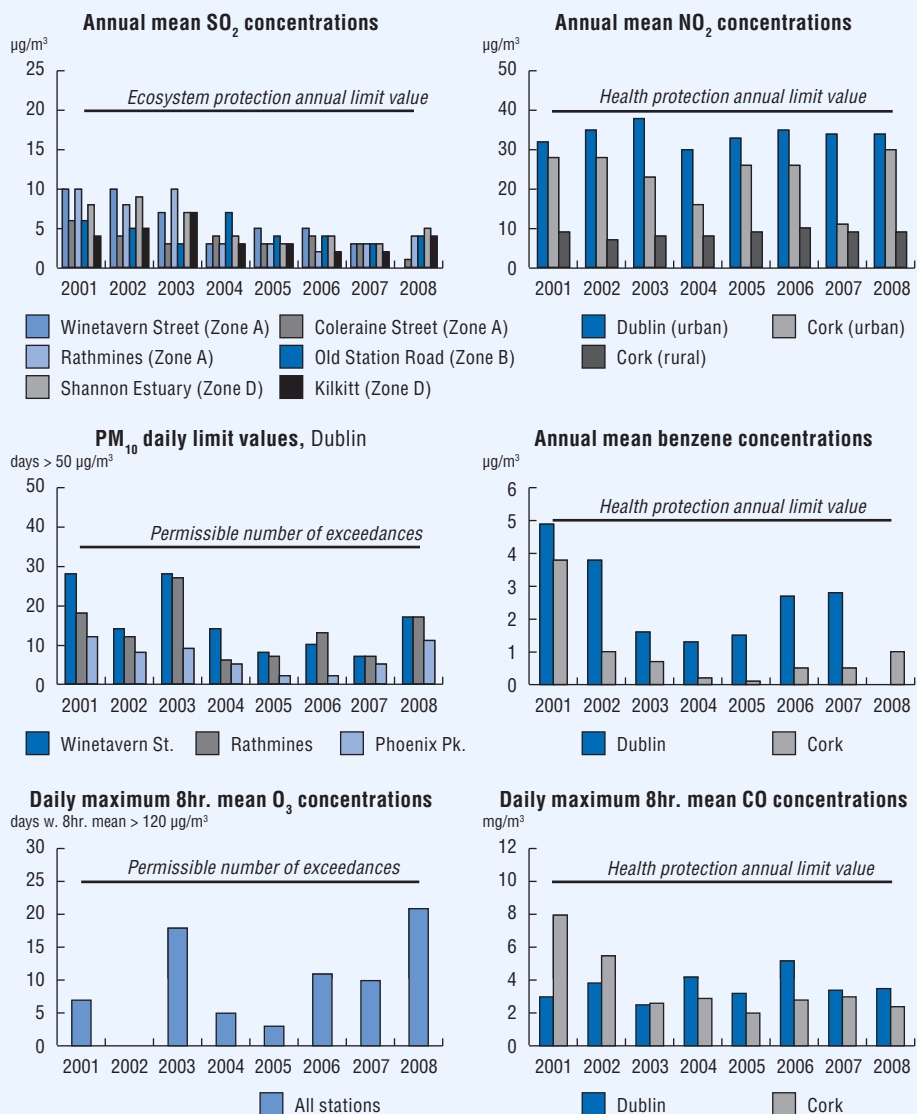 Annual mean SO₂ concentrations
µg/m³
25
20
15
10
5
0
Ecosystem protection annual limit value
2001 2002 2003 2004 2005 2006 2007 2008
Winetavern Street (Zone A) Coleraine Street (Zone A)
Rathmines (Zone A) Old Station Road (Zone B)
Shannon Estuary (Zone D) Kilkitt (Zone D)
Annual mean NO₂ concentrations
µg/m³
50
40
30
20
10
0
Health protection annual limit value
2001 2002 2003 2004 2005 2006 2007 2008
Dublin (urban) Cork (urban)
Cork (rural)
PM₁₀ daily limit values, Dublin
days > 50 µg/m³
50
40
30
20
10
0
Permissible number of exceedances
2001 2002 2003 2004 2005 2006 2007 2008
Winetavern St. Rathmines Phoenix Pk.
Annual mean benzene concentrations
µg/m³
6
5
4
3
2
1
0
Health protection annual limit value
2001 2002 2003 2004 2005 2006 2007 2008
Dublin Cork
Daily maximum 8hr. mean O₃ concentrations
days w. 8hr. mean > 120 µg/m³
30
25
20
15
10
5
0
Permissible number of exceedances
2001 2002 2003 2004 2005 2006 2007 2008
All stations
Daily maximum 8hr. mean CO concentrations
mg/m³
12
10
8
6
4
2
0
Health protection annual limit value
2001 2002 2003 2004 2005 2006 2007 2008
Dublin Cork